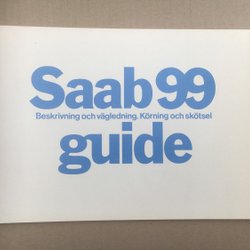 Saab 99
Beskrivning och vägledning. Körning och skötsel
guide